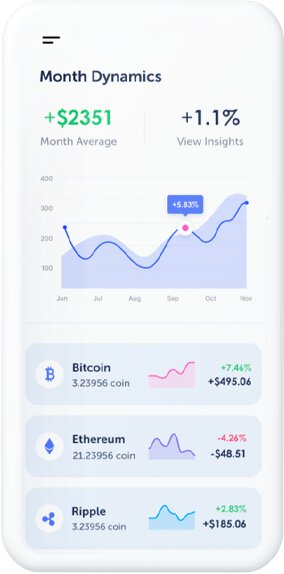 Month Dynamics
+$2351 +1.1%
Month Average View Insights
400
300
200
100
+5.83%
Jun Jul Aug Sep Oct Nov
Bitcoin +7.46%
3.23956 coin +$495.06
Ethereum -4.26%
21.23956 coin -$48.51
Ripple +2.83%
3.23956 coin +$185.06